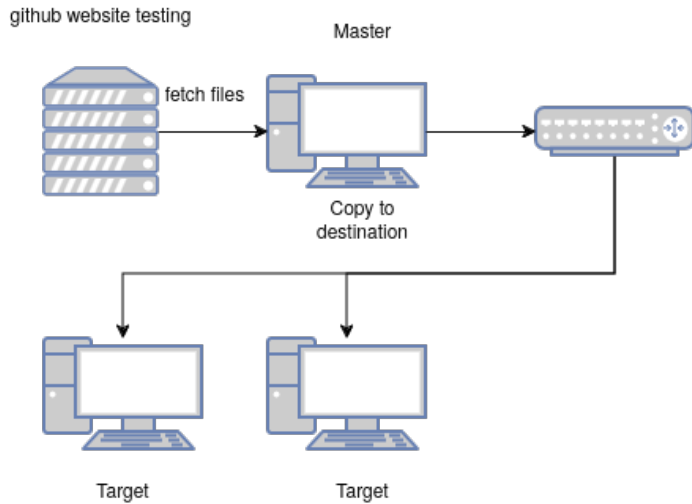 github website testing
Master
fetch files
Copy to
destination
Target
Target